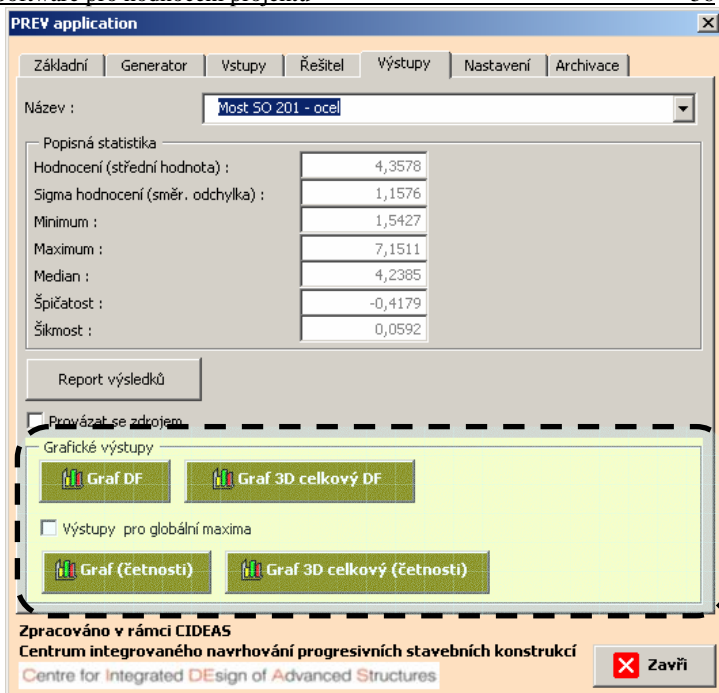 PREV application
Základní Generator Vstupy Řešitel Výstupy Nastavení Archivace
Název : Most SO 201 - ocel
Popisná statistika
Hodnocení (střední hodnota) : 4,3578
Sigma hodnocení (směr. odchylka) : 1,1576
Minimum : 1,5427
Maximum : 7,1511
Median : 4,2385
Špičatost : -0,4179
Šikmost : 0,0592
Report výsledků
Provázat se zdrojem
Grafické výstupy
Graf DF Graf 3D celkový DF
Výstupy pro globální maxima
Graf (četnosti) Graf 3D celkový (četnosti)
Zpracováno v rámci CIDEAS
Centrum integrovaného navrhování progresivních stavebních konstrukcí
Zavři
Centre for Integrated DEsign of Advanced Structures